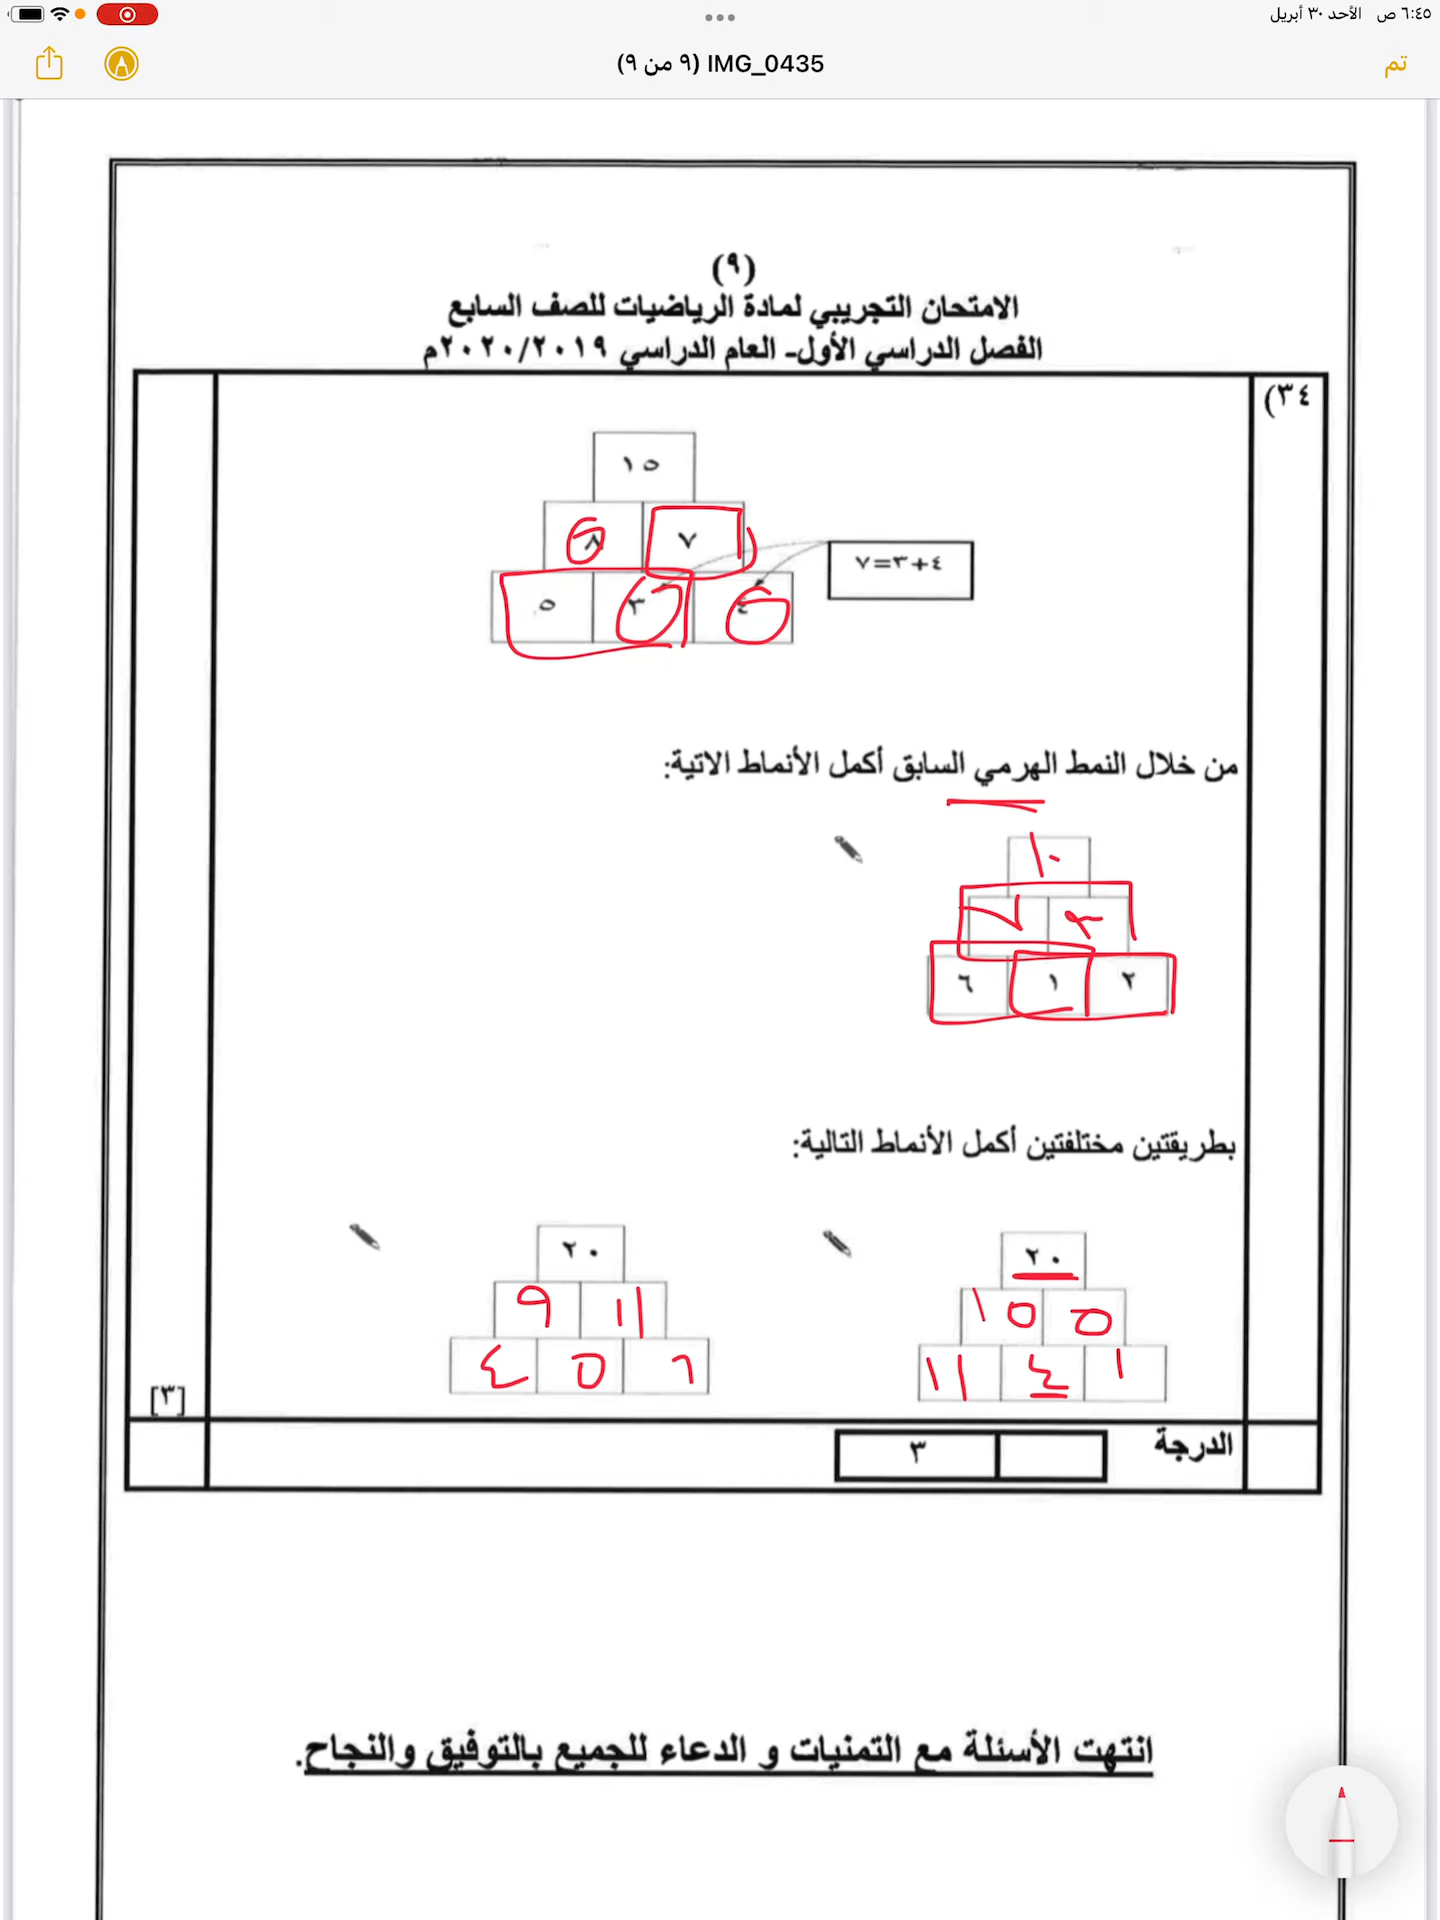 ٦:٤٥ ص الأحد ٣٠ أبريل
IMG_0435 (٩ من ٩)
تم
(٩)
الامتحان التجريبي لمادة الرياضيات للصف السابع
الفصل الدراسي الأول- العام الدراسي ٢٠٢٠/٢٠١٩م
(٣٤
١٥
٨ ٧
٧=٣+٤
٥ ٣ ٤
من خلال النمط الهرمي السابق أكمل الأنماط الاتية:
١٠
٧ ٣
٦ ١ ٢
بطريقتين مختلفتين أكمل الأنماط التالية:
٢٠ ٢٠
٩ ١١ ١٥ ٥
٤ ٥ ٦ ١١ ٤ ١
[٣]
الدرجة
٣
انتهت الأسئلة مع التمنيات و الدعاء للجميع بالتوفيق والنجاح.